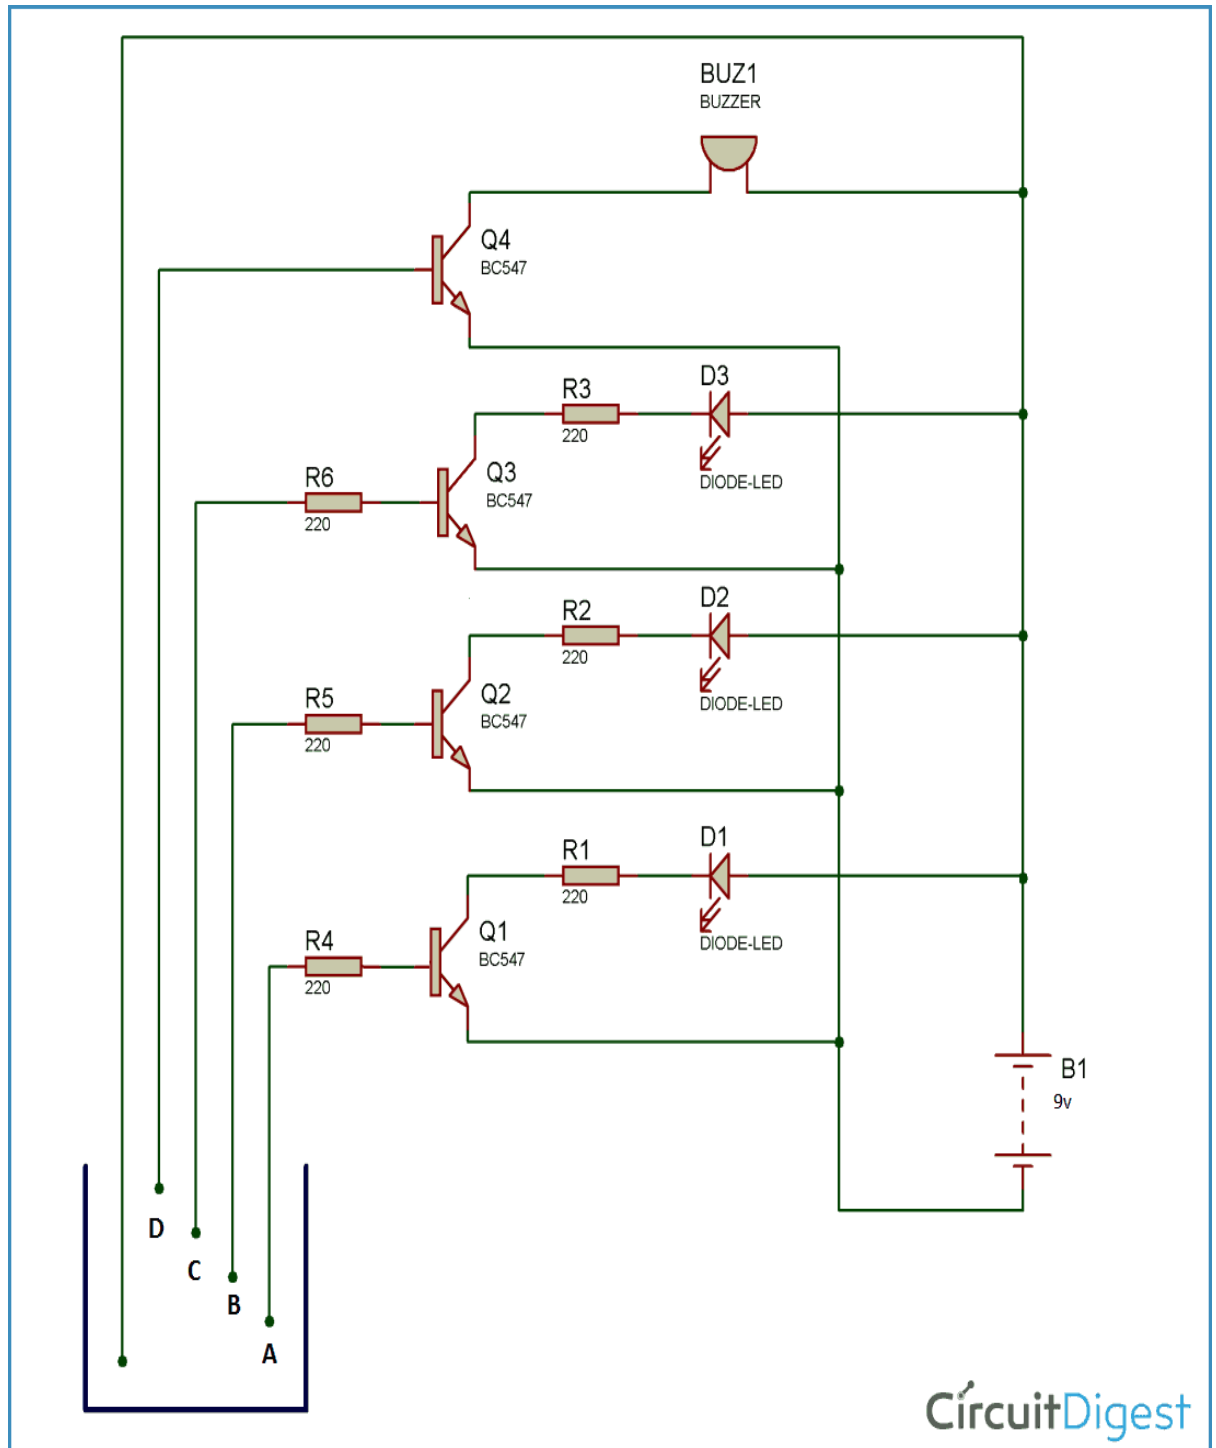 BUZ1
BUZZER
Q4
BC547
R3
220
D3
DIODE-LED
R6
220
Q3
BC547
R2
220
D2
DIODE-LED
R5
220
Q2
BC547
R1
220
D1
DIODE-LED
R4
220
Q1
BC547
B1
9v
D
C
B
A
CircuitDigest